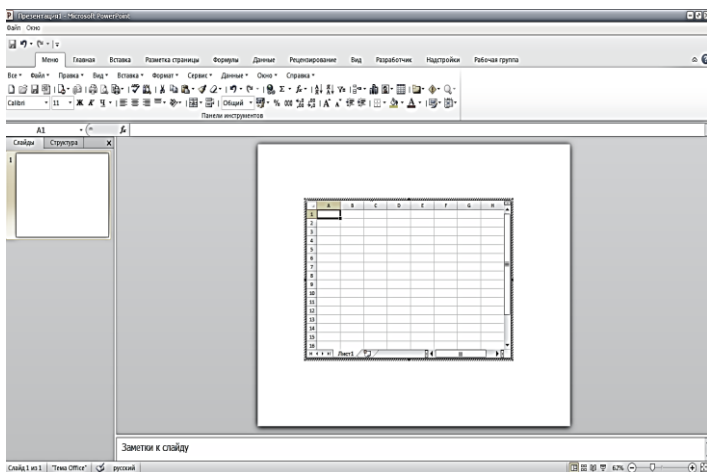 Презентация1 - Microsoft PowerPoint
Файл Окно
Меню Главная Вставка Разметка страницы Формулы Данные Рецензирование Вид Разработчик Надстройки Рабочая группа
Все Файл Правка Вид Вставка Формат Сервис Данные Окно Справка
Calibri 11 Ж К Ч Общий % 000
Панели инструментов
A1 fx
Слайды Структура X
1
A B C D E F G H
1
2
3
4
5
6
7
8
9
10
11
12
13
14
15
16
Лист1
Заметки к слайду
Слайд 1 из 1 "Тема Office" русский 67%